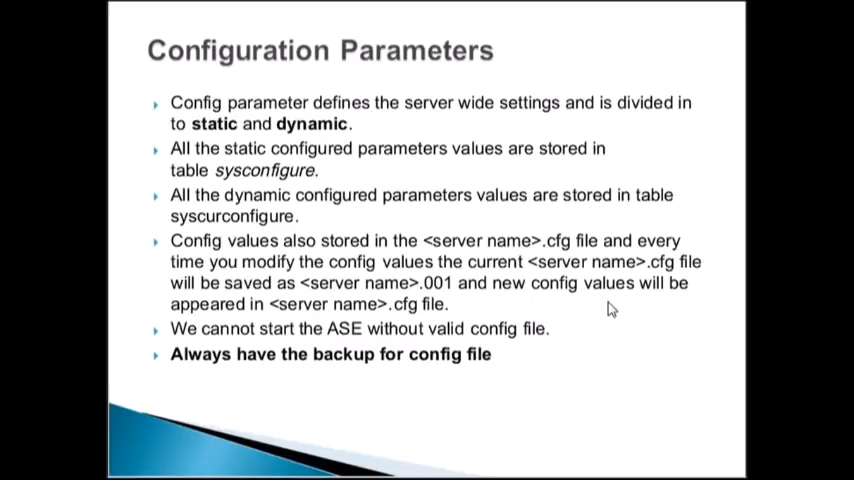 Configuration Parameters
Config parameter defines the server wide settings and is divided in
to static and dynamic.
All the static configured parameters values are stored in
table sysconfigure.
All the dynamic configured parameters values are stored in table
syscurconfigure.
Config values also stored in the <server name>.cfg file and every
time you modify the config values the current <server name>.cfg file
will be saved as <server name>.001 and new config values will be
appeared in <server name>.cfg file.
We cannot start the ASE without valid config file.
Always have the backup for config file